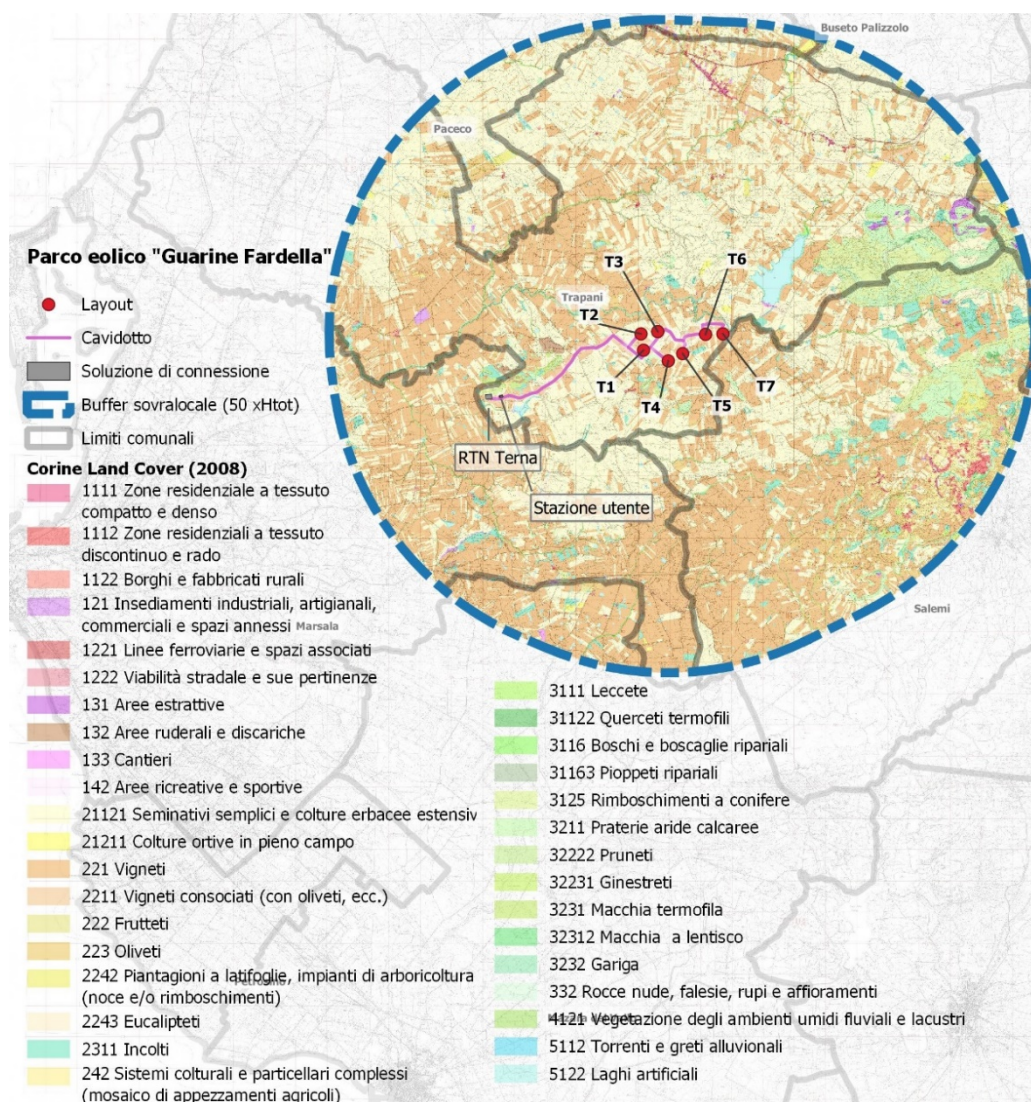 Buseto Palizzolo
Paceco
Parco eolico "Guarine Fardella"
Layout
Cavidotto
Soluzione di connessione
Buffer sovralocale (50 xHtot)
Limiti comunali
Corine Land Cover (2008)
1111 Zone residenziale a tessuto
compatto e denso
1112 Zone residenziali a tessuto
discontinuo e rado
1122 Borghi e fabbricati rurali
121 Insediamenti industriali, artigianali,
commerciali e spazi annessi
Marsala
1221 Linee ferroviarie e spazi associati
1222 Viabilità stradale e sue pertinenze
131 Aree estrattive
132 Aree ruderali e discariche
133 Cantieri
142 Aree ricreative e sportive
21121 Seminativi semplici e colture erbacee estensiv
21211 Colture ortive in pieno campo
221 Vigneti
2211 Vigneti consociati (con oliveti, ecc.)
222 Frutteti
223 Oliveti
2242 Piantagioni a latifoglie, impianti di arboricoltura
(noce e/o rimboschimenti)
2243 Eucalipteti
2311 Incolti
242 Sistemi colturali e particellari complessi
(mosaico di appezzamenti agricoli)
T3
T6
Trapani
T2
T1
T4
T5
T7
RTN Terna
Stazione utente
Salemi
3111 Leccete
31122 Querceti termofili
3116 Boschi e boscaglie ripariali
31163 Pioppeti ripariali
3125 Rimboschimenti a conifere
3211 Praterie aride calcaree
32222 Pruneti
32231 Ginestreti
3231 Macchia termofila
32312 Macchia a lentisco
3232 Gariga
332 Rocce nude, falesie, rupi e affioramenti
4121 Vegetazione degli ambienti umidi fluviali e lacustri
5112 Torrenti e greti alluvionali
5122 Laghi artificiali